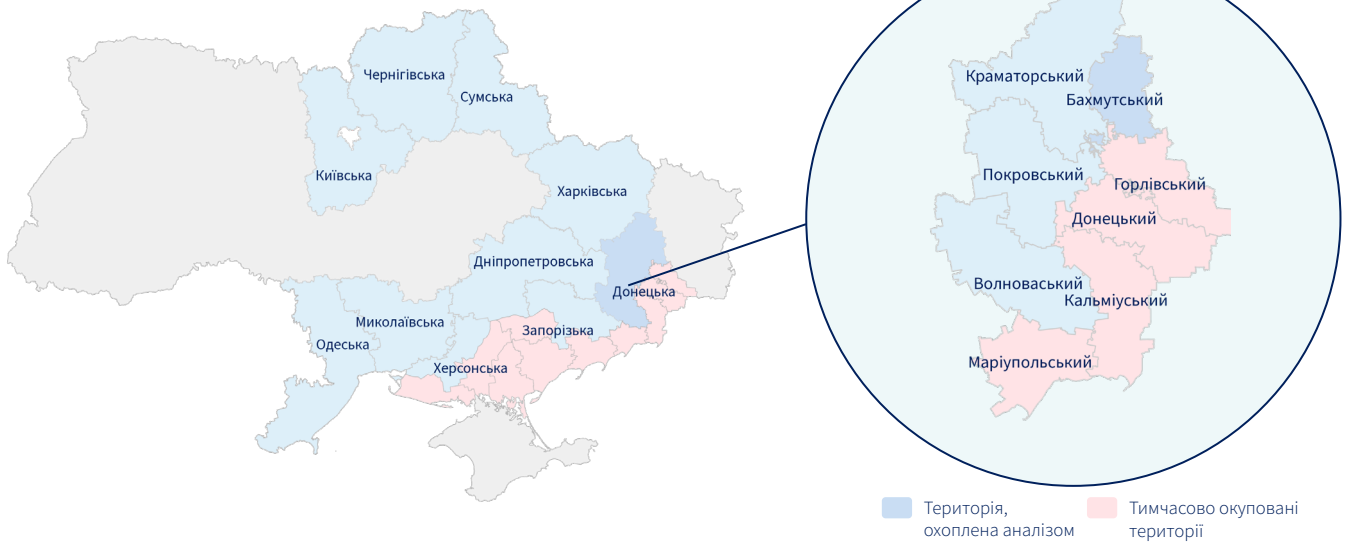 Чернігівська
Сумська
Київська
Харківська
Дніпропетровська
Донецька
Миколаївська
Запорізька
Одеська
Херсонська
Краматорський
Бахмутський
Покровський
Горлівський
Донецький
Волноваський
Кальміуський
Маріупольський
Територія,
охоплена аналізом
Тимчасово окуповані
території